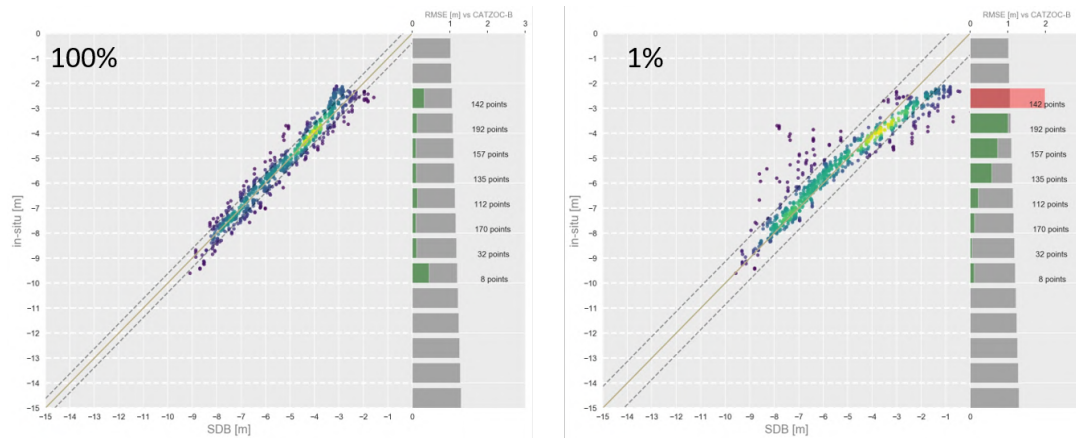 RMSE [m] vs CATZOC-B
0 1 2 3
100%
0
−1
−2
−3
−4
−5
−6
−7
−8
−9
−10
−11
−12
−13
−14
−15
in-situ [m]
142 points
192 points
157 points
135 points
112 points
170 points
32 points
8 points
−15 −14 −13 −12 −11 −10 −9 −8 −7 −6 −5 −4 −3 −2 −1 0
SDB [m]
RMSE [m] vs CATZOC-B
0 1 2
1%
0
−1
−2
−3
−4
−5
−6
−7
−8
−9
−10
−11
−12
−13
−14
−15
in-situ [m]
142 points
192 points
157 points
135 points
112 points
170 points
32 points
8 points
−15 −14 −13 −12 −11 −10 −9 −8 −7 −6 −5 −4 −3 −2 −1 0
SDB [m]